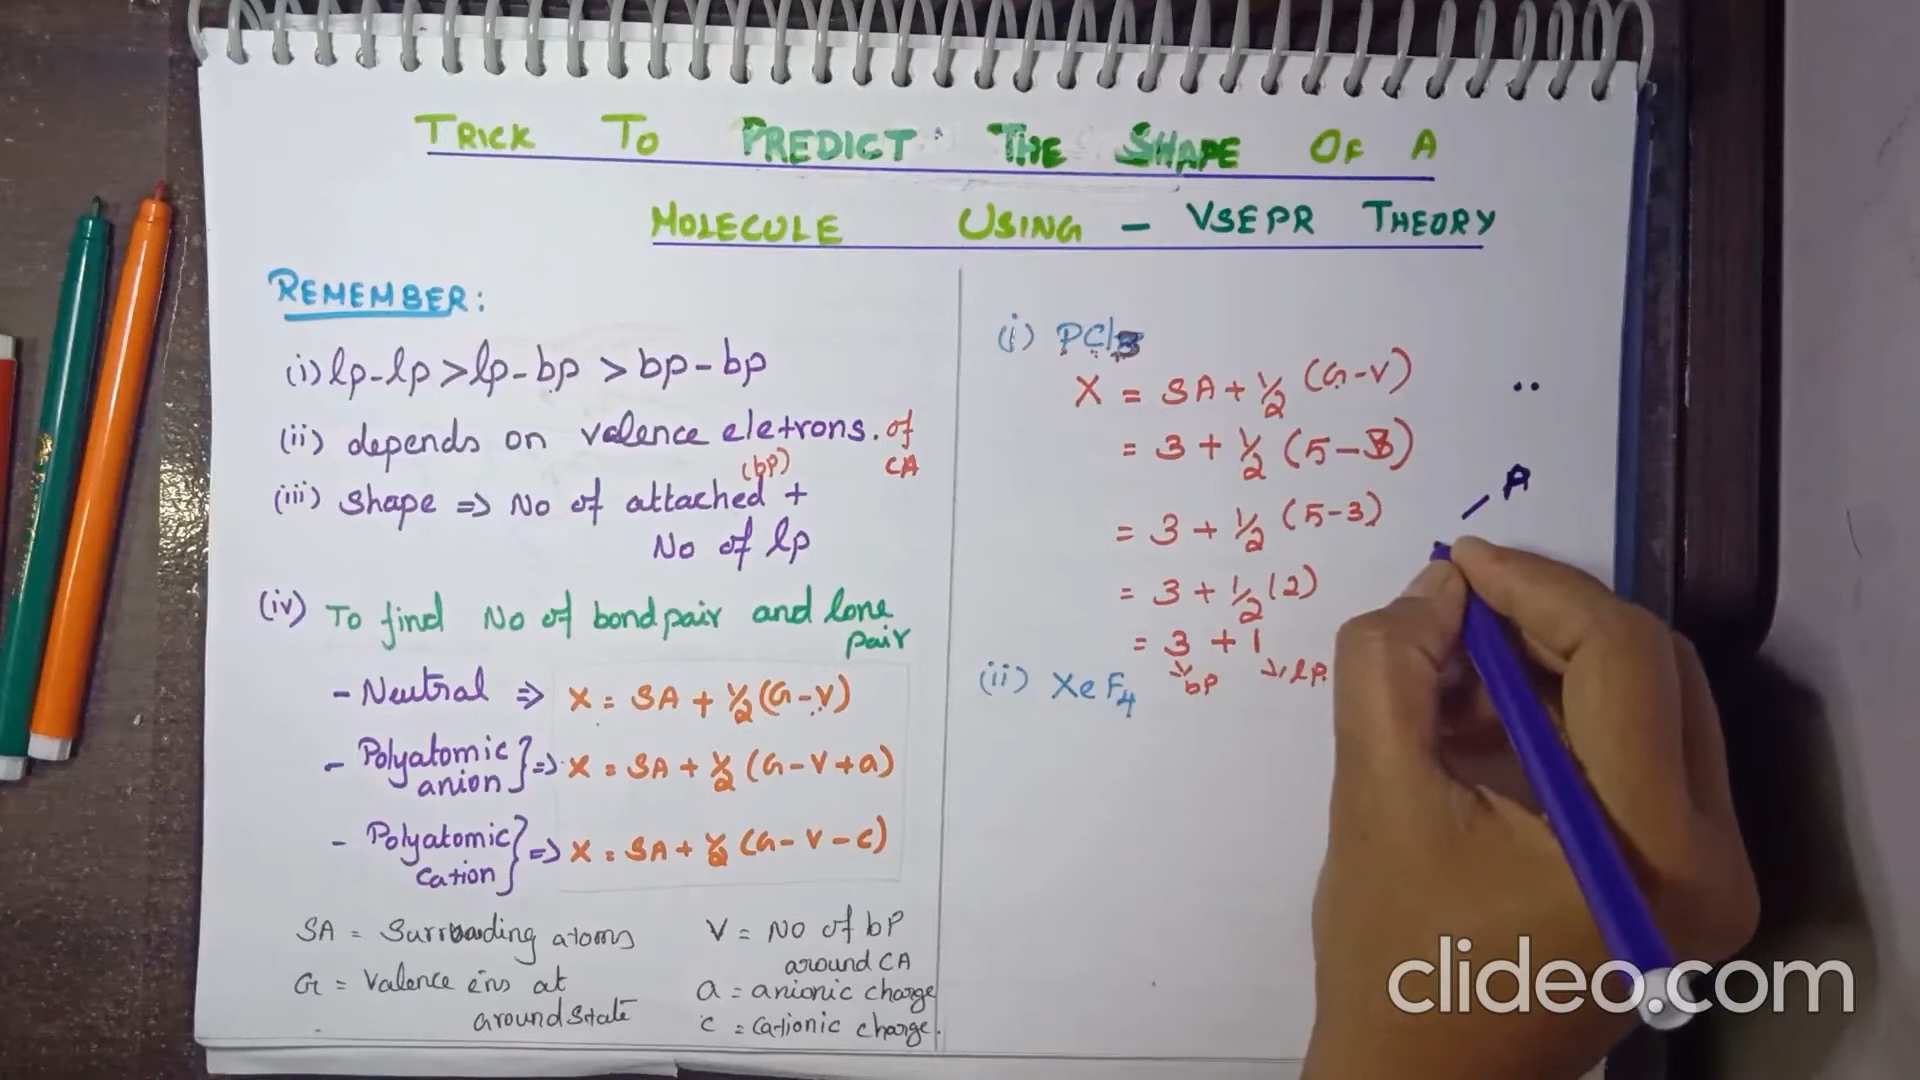 TRICK TO PREDICT THE SHAPE OF A
MOLECULE USING - VSEPR THEORY
REMEMBER:
(i) lp-lp > lp-bp > bp-bp
(ii) depends on valence eletrons. of CA
(iii) shape => No of attached (bp) +
No of lp
(iv) To find No of bondpair and lone
pair
- Neutral => X = SA + 1/2 (G-V)
- Polyatomic anion } => X = SA + 1/2 (G-V+a)
- Polyatomic cation } => X = SA + 1/2 (G-V-c)
SA = Surrounding atoms
G = Valence ēns at
aroundstate
V = No of bP
around CA
a = anionic charge
c = cationic charge.
(i) PCl3
X = SA + 1/2 (G-V)
= 3 + 1/2 (5-3)
= 3 + 1/2 (5-3)
= 3 + 1/2 (2)
= 3 + 1
bP lP
(ii) XeF4
A
clideo.com